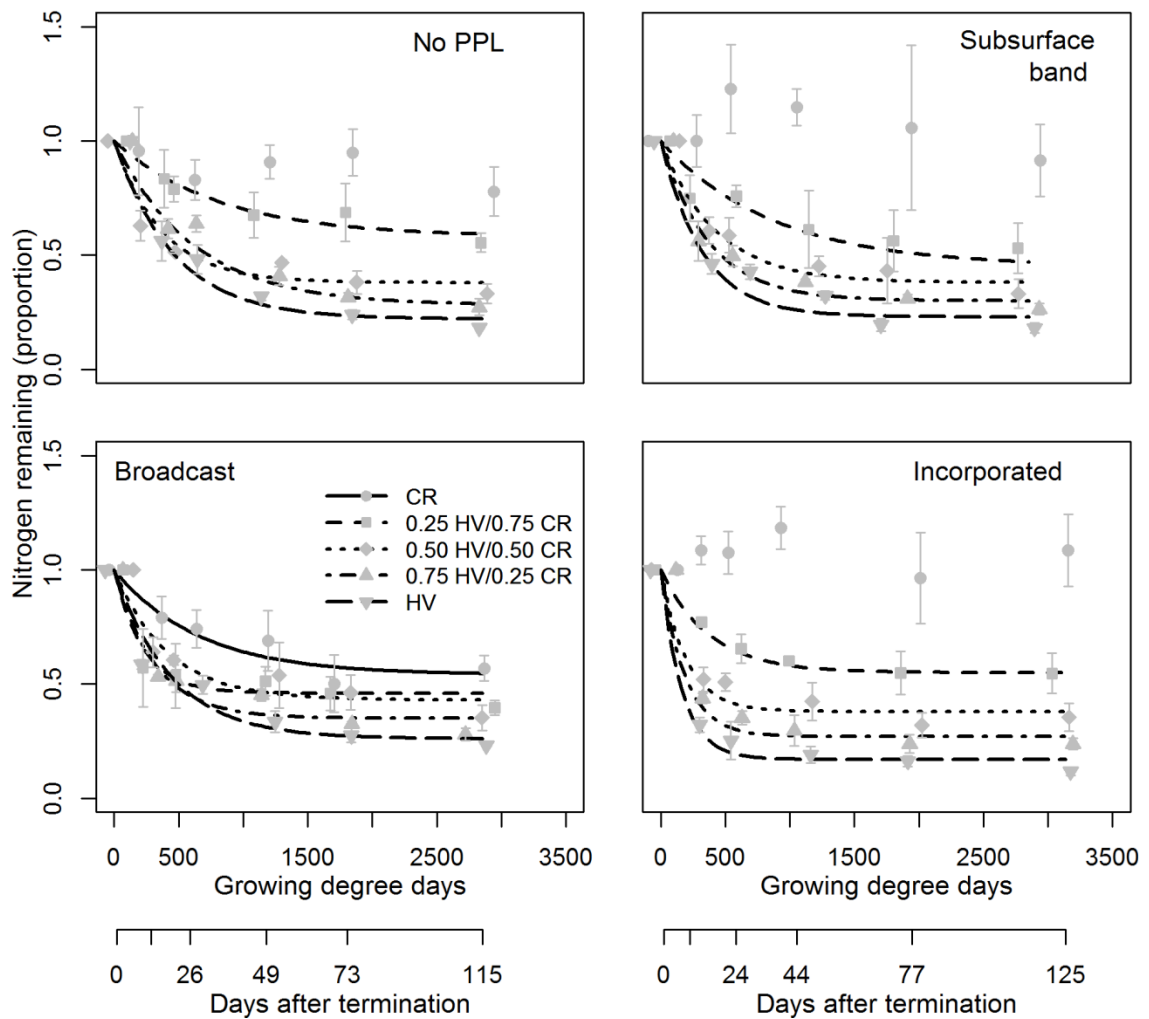 Nitrogen remaining (proportion)
No PPL
0.0 0.5 1.0 1.5
Subsurface
band
Broadcast
CR
0.25 HV/0.75 CR
0.50 HV/0.50 CR
0.75 HV/0.25 CR
HV
0.0 0.5 1.0 1.5
Incorporated
0 500 1500 2500 3500
Growing degree days
0 500 1500 2500 3500
Growing degree days
0 26 49 73 115
Days after termination
0 24 44 77 125
Days after termination